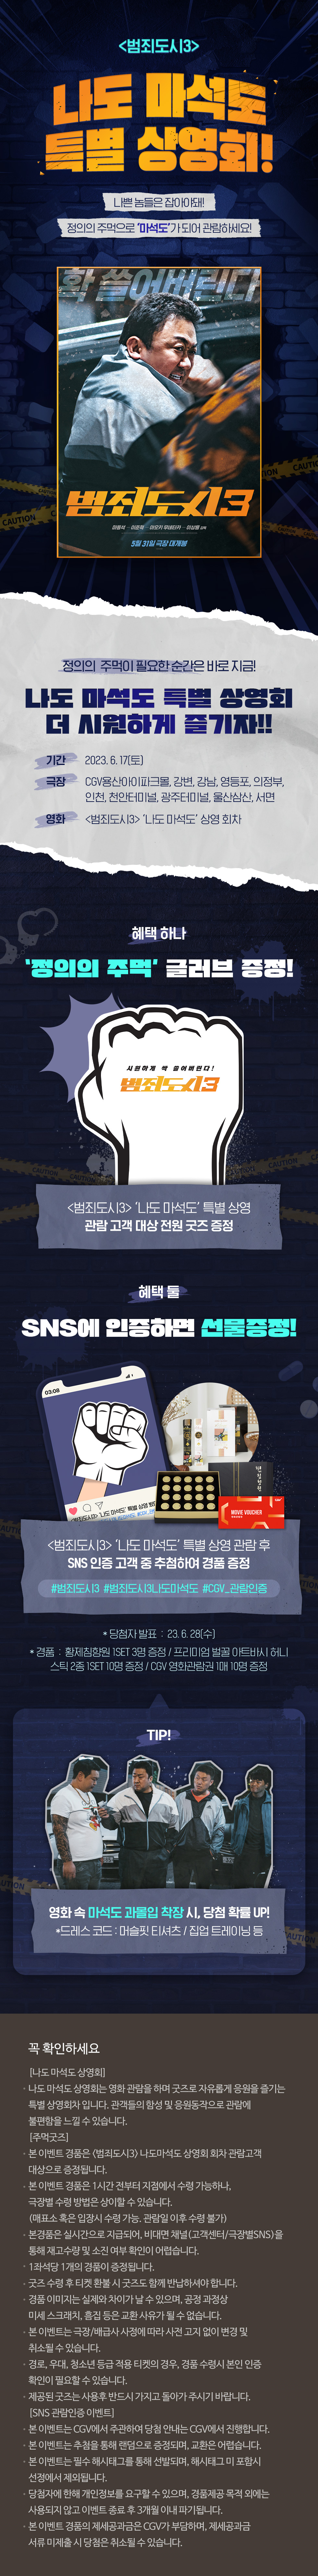 <범죄도시3>
나도 마석도
특별 상영회!
나쁜 놈들은 잡아야돼!
정의의 주먹으로 '마석도'가 되어 관람하세요!
싹 쓸어버린다
범죄도시3
마동석 이준혁 아오키 무네타카 이상용 감독
5월 31일 극장 대개봉
CAUTION
CAUTION
정의의 주먹이 필요한 순간은 바로 지금!
나도 마석도 특별 상영회
더 시원하게 즐기자!!
기간 2023. 6. 17(토)
극장 CGV용산아이파크몰, 강변, 강남, 영등포, 의정부,
인천, 천안터미널, 광주터미널, 울산삼산, 서면
영화 <범죄도시3> '나도 마석도' 상영 회차
혜택 하나
'정의의 주먹' 글러브 증정!
시원하게 싹 쓸어버린다!
범죄도시3
<범죄도시3> '나도 마석도' 특별 상영
관람 고객 대상 전원 굿즈 증정
혜택 둘
SNS에 인증하면 선물증정!
03:08
MOVIE VOUCHER
<범죄도시3> '나도 마석도' 특별 상영 관람 후
SNS 인증 고객 중 추첨하여 경품 증정
#범죄도시3 #범죄도시3나도마석도 #CGV_관람인증
* 당첨자 발표 : 23. 6. 28(수)
* 경품 : 황제침향원 1SET 3명 증정 / 프리미엄 벌꿀 아트바시 허니
스틱 2종 1SET 10명 증정 / CGV 영화관람권 1매 10명 증정
TIP!
영화 속 마석도 과몰입 착장 시, 당첨 확률 UP!
*드레스 코드 : 머슬핏 티셔츠 / 집업 트레이닝 등
꼭 확인하세요
[나도 마석도 상영회]
· 나도 마석도 상영회는 영화 관람을 하며 굿즈로 자유롭게 응원을 즐기는
특별 상영회차 입니다. 관객들의 함성 및 응원동작으로 관람에
불편함을 느낄 수 있습니다.
[주먹굿즈]
· 본 이벤트 경품은 <범죄도시3> 나도마석도 상영회 회차 관람고객
대상으로 증정됩니다.
· 본 이벤트 경품은 1시간 전부터 지점에서 수령 가능하나,
극장별 수령 방법은 상이할 수 있습니다.
(매표소 혹은 입장시 수령 가능. 관람일 이후 수령 불가)
· 본경품은 실시간으로 지급되어, 비대면 채널(고객센터/극장별SNS)을
통해 재고수량 및 소진 여부 확인이 어렵습니다.
· 1좌석당 1개의 경품이 증정됩니다.
· 굿즈 수령 후 티켓 환불 시 굿즈도 함께 반납하셔야 합니다.
· 경품 이미지는 실제와 차이가 날 수 있으며, 공정 과정상
미세 스크래치, 흠집 등은 교환 사유가 될 수 없습니다.
· 본 이벤트는 극장/배급사 사정에 따라 사전 고지 없이 변경 및
취소될 수 있습니다.
· 경로, 우대, 청소년 등급 적용 티켓의 경우, 경품 수령시 본인 인증
확인이 필요할 수 있습니다.
· 제공된 굿즈는 사용후 반드시 가지고 돌아가 주시기 바랍니다.
[SNS 관람인증 이벤트]
· 본 이벤트는 CGV에서 주관하여 당첨 안내는 CGV에서 진행합니다.
· 본 이벤트는 추첨을 통해 랜덤으로 증정되며, 교환은 어렵습니다.
· 본 이벤트는 필수 해시태그를 통해 선발되며, 해시태그 미 포함시
선정에서 제외됩니다.
· 당첨자에 한해 개인정보를 요구할 수 있으며, 경품제공 목적 외에는
사용되지 않고 이벤트 종료 후 3개월 이내 파기됩니다.
· 본 이벤트 경품의 제세공과금은 CGV가 부담하며, 제세공과금
서류 미제출 시 당첨은 취소될 수 있습니다.